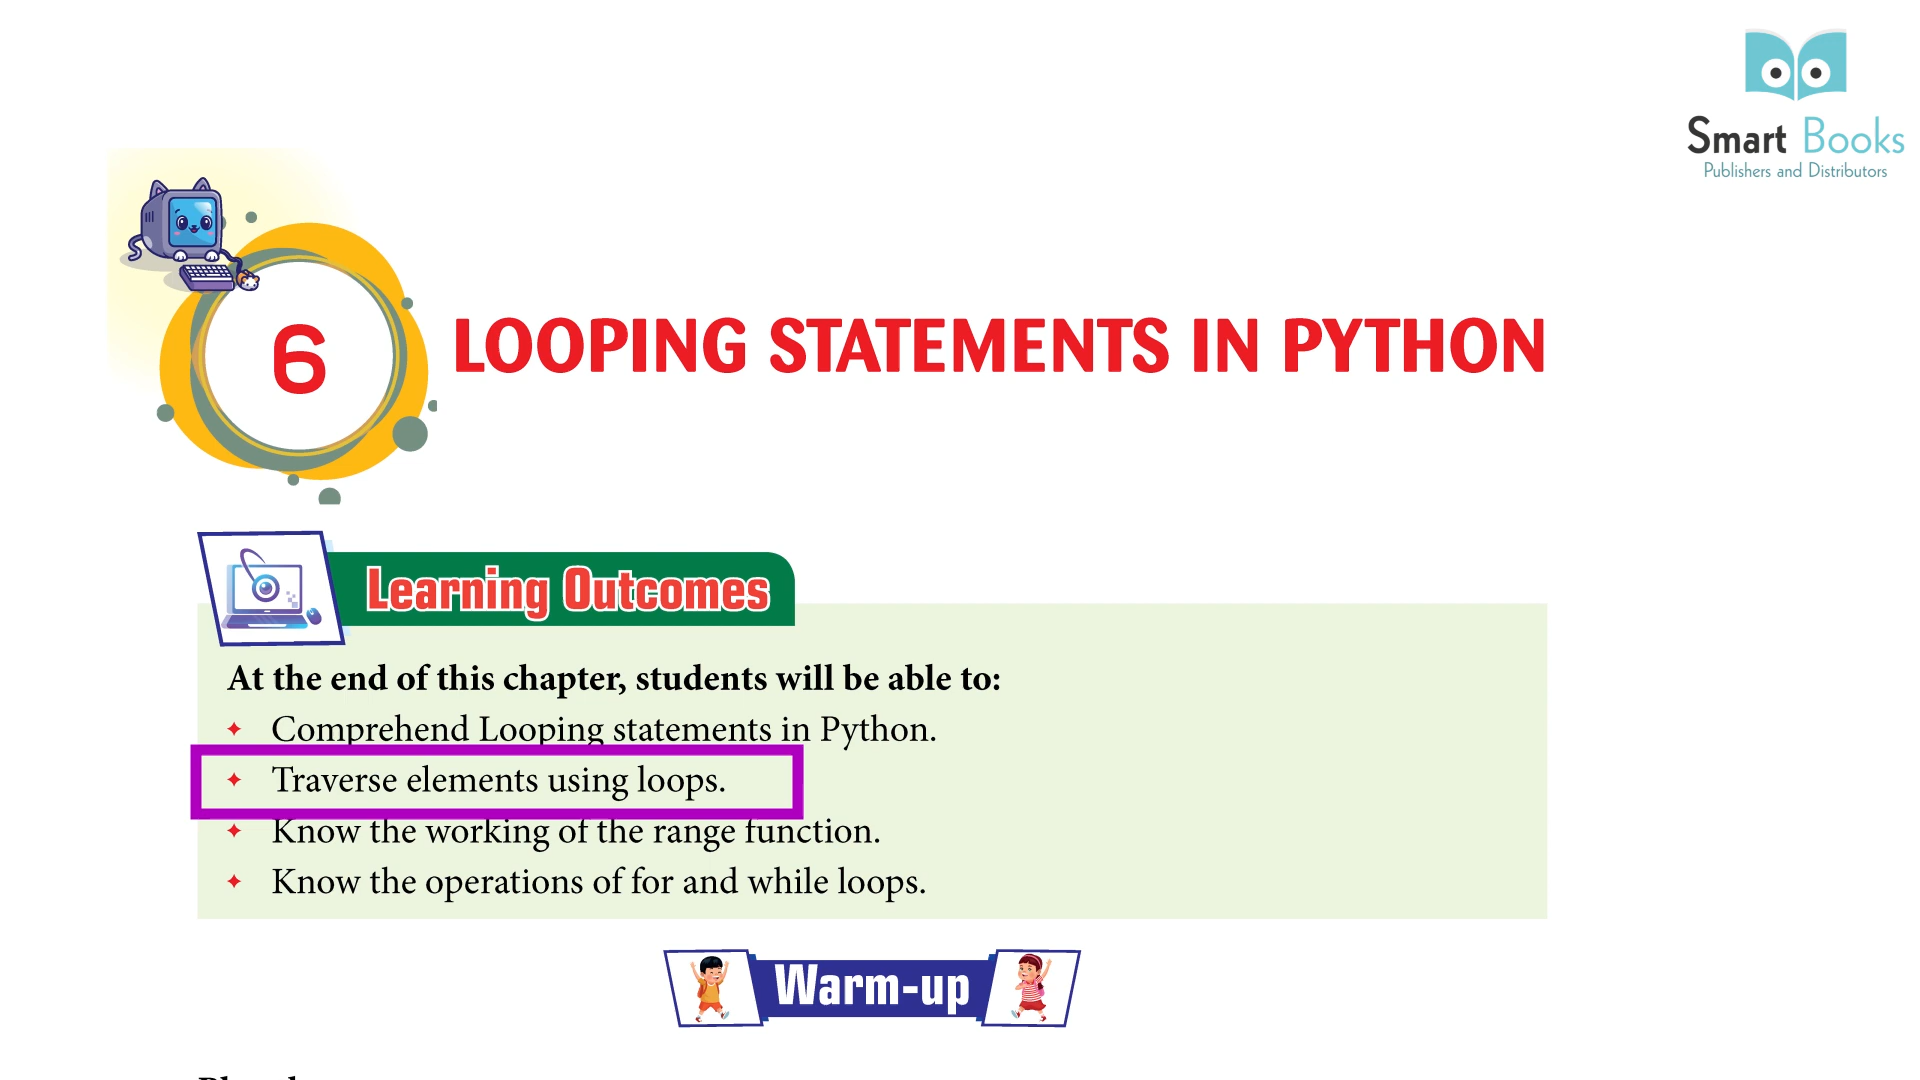 Smart Books
Publishers and Distributors
6
LOOPING STATEMENTS IN PYTHON
Learning Outcomes
At the end of this chapter, students will be able to:
✦ Comprehend Looping statements in Python.
✦ Traverse elements using loops.
✦ Know the working of the range function.
✦ Know the operations of for and while loops.
Warm-up